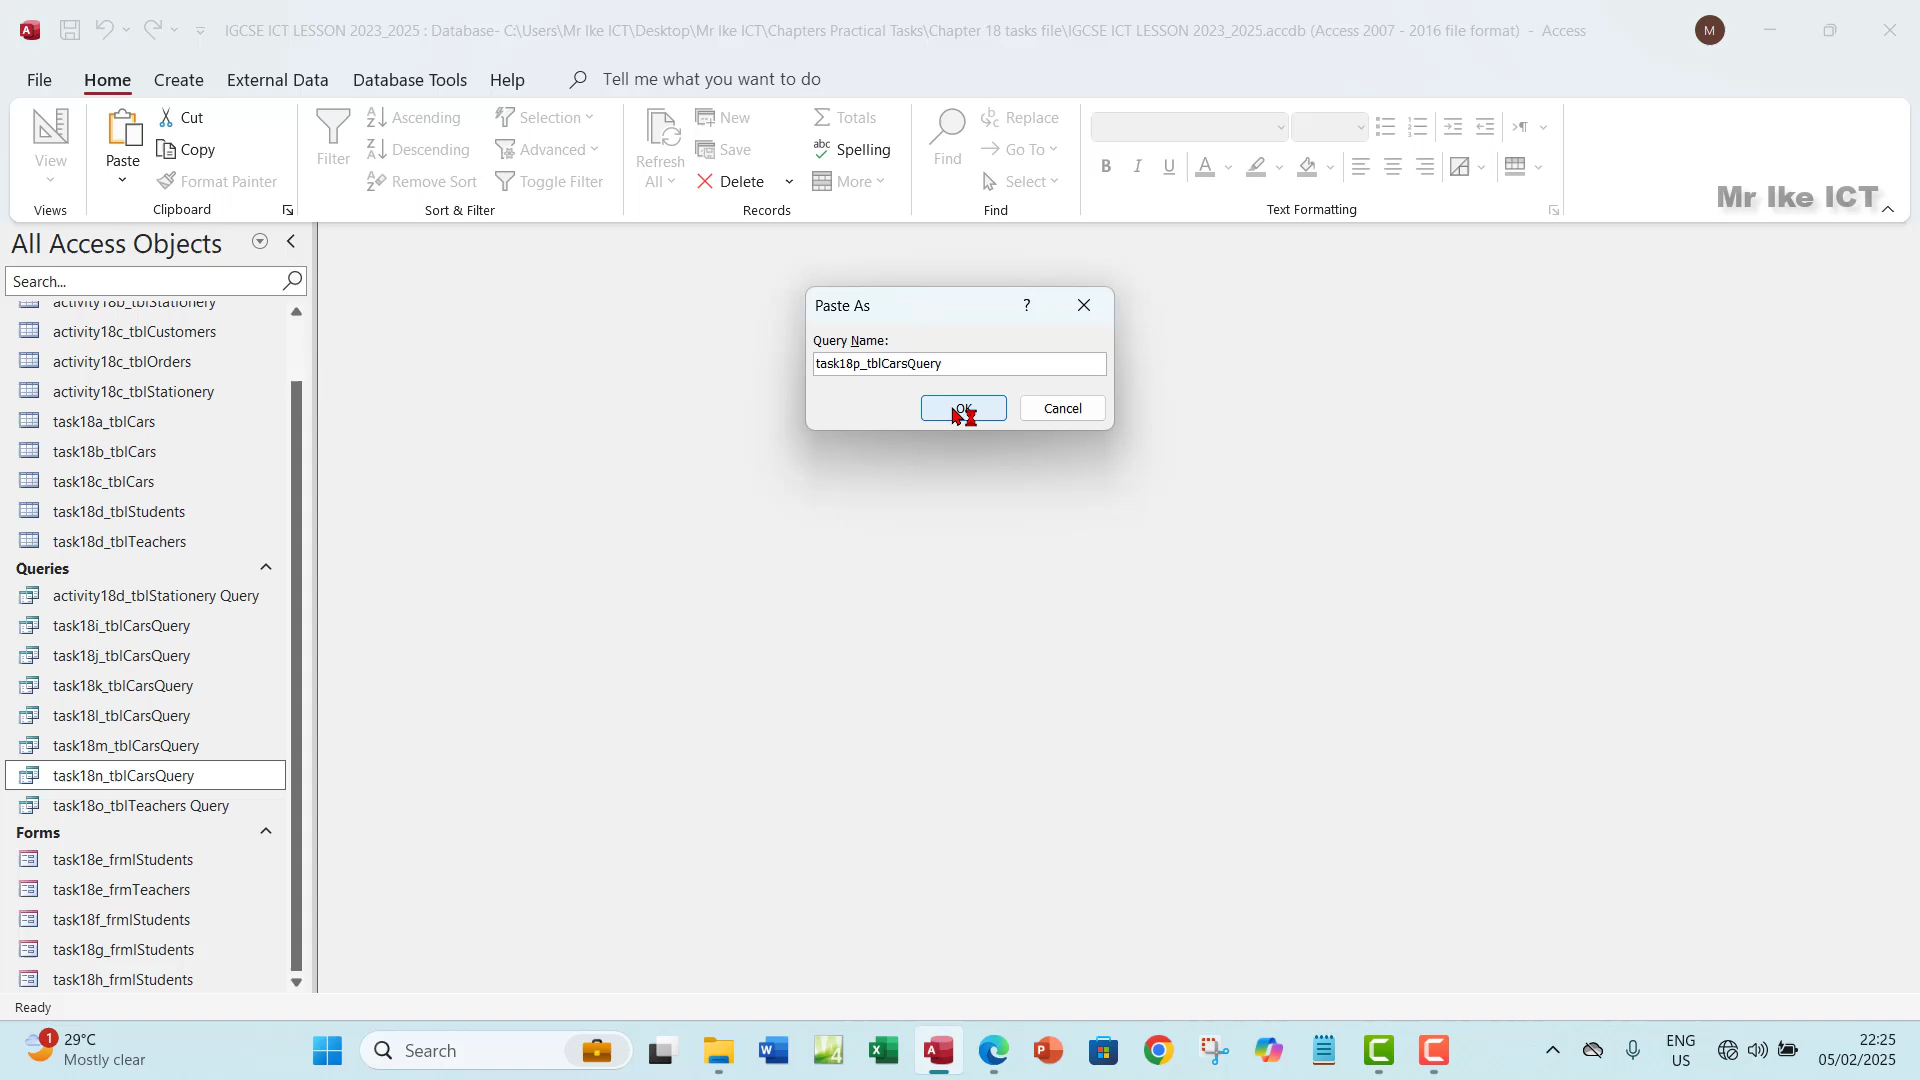 IGCSE ICT LESSON 2023_2025 : Database- C:\Users\Mr Ike ICT\Desktop\Mr Ike ICT\Chapters Practical Tasks\Chapter 18 tasks file\IGCSE ICT LESSON 2023_2025.accdb (Access 2007 - 2016 file format) - Access
M
File Home Create External Data Database Tools Help Tell me what you want to do
View
Views
Paste
Cut
Copy
Format Painter
Clipboard
Filter
Ascending
Descending
Remove Sort
Selection
Advanced
Toggle Filter
Sort & Filter
Refresh
All
New
Save
Delete
Totals
Spelling
More
Records
Find
Replace
Go To
Select
Find
B I U
Text Formatting
Mr Ike ICT
All Access Objects
Search...
activity18b_tblStationery
activity18c_tblCustomers
activity18c_tblOrders
activity18c_tblStationery
task18a_tblCars
task18b_tblCars
task18c_tblCars
task18d_tblStudents
task18d_tblTeachers
Queries
activity18d_tblStationery Query
task18i_tblCarsQuery
task18j_tblCarsQuery
task18k_tblCarsQuery
task18l_tblCarsQuery
task18m_tblCarsQuery
task18n_tblCarsQuery
task18o_tblTeachers Query
Forms
task18e_frmlStudents
task18e_frmTeachers
task18f_frmlStudents
task18g_frmlStudents
task18h_frmlStudents
Paste As
?
Query Name:
task18p_tblCarsQuery
OK
Cancel
Ready
1
29°C
Mostly clear
Search
ENG
US
22:25
05/02/2025